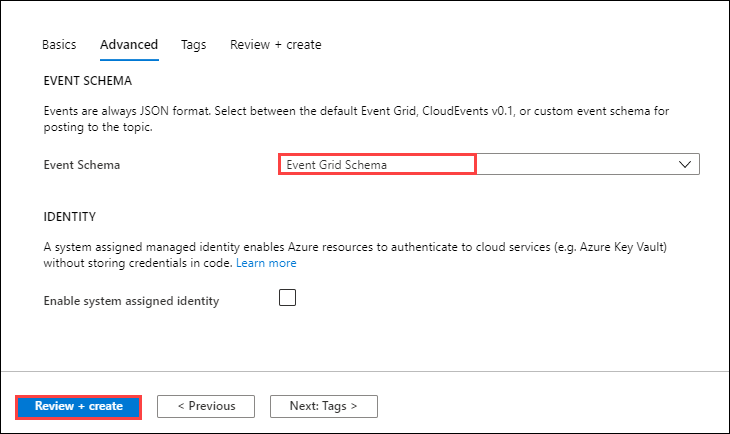 Basics Advanced Tags Review + create
EVENT SCHEMA
Events are always JSON format. Select between the default Event Grid, CloudEvents v0.1, or custom event schema for
posting to the topic.
Event Schema Event Grid Schema
IDENTITY
A system assigned managed identity enables Azure resources to authenticate to cloud services (e.g. Azure Key Vault)
without storing credentials in code. Learn more
Enable system assigned identity
Review + create < Previous Next: Tags >